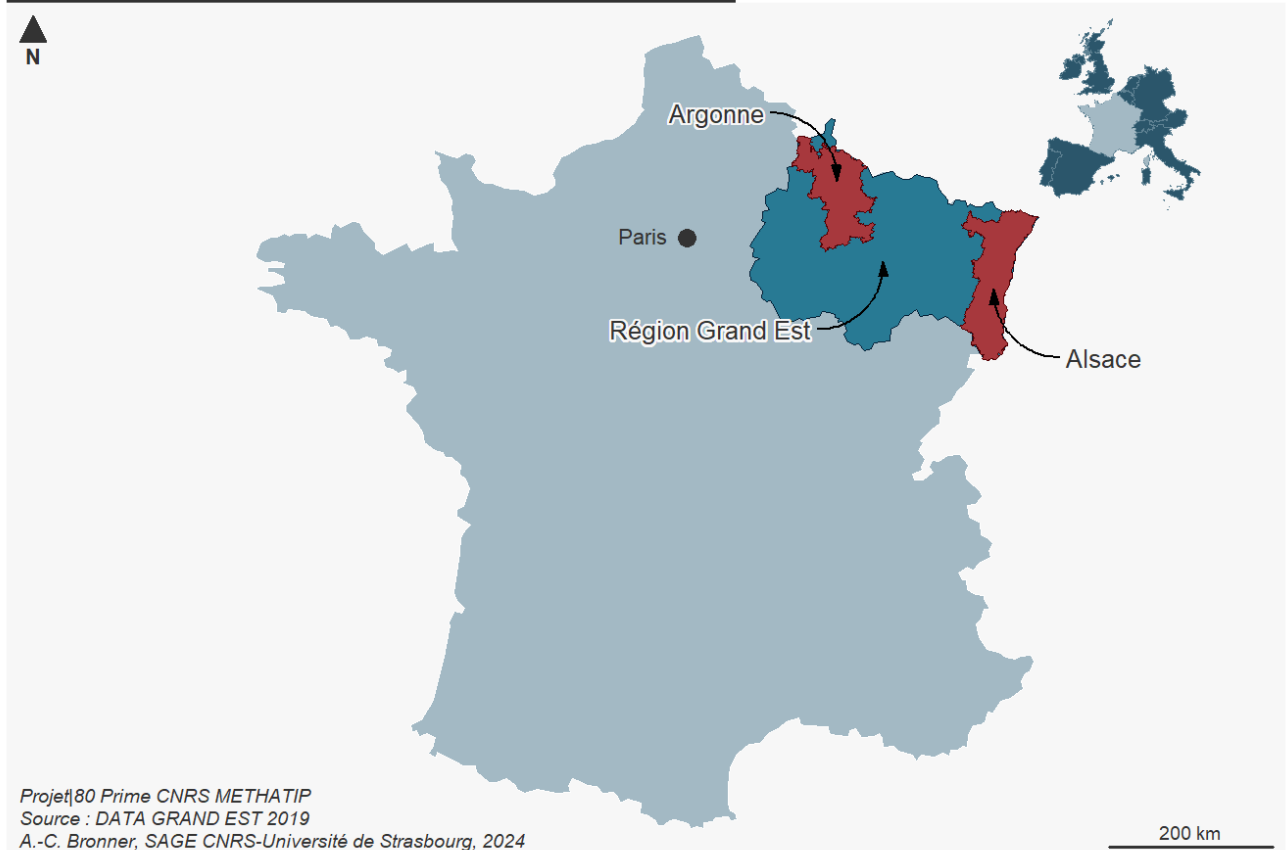 N
Argonne
Paris
Région Grand Est
Alsace
Projet|80 Prime CNRS METHATIP
Source : DATA GRAND EST 2019
A.-C. Bronner, SAGE CNRS-Université de Strasbourg, 2024
200 km